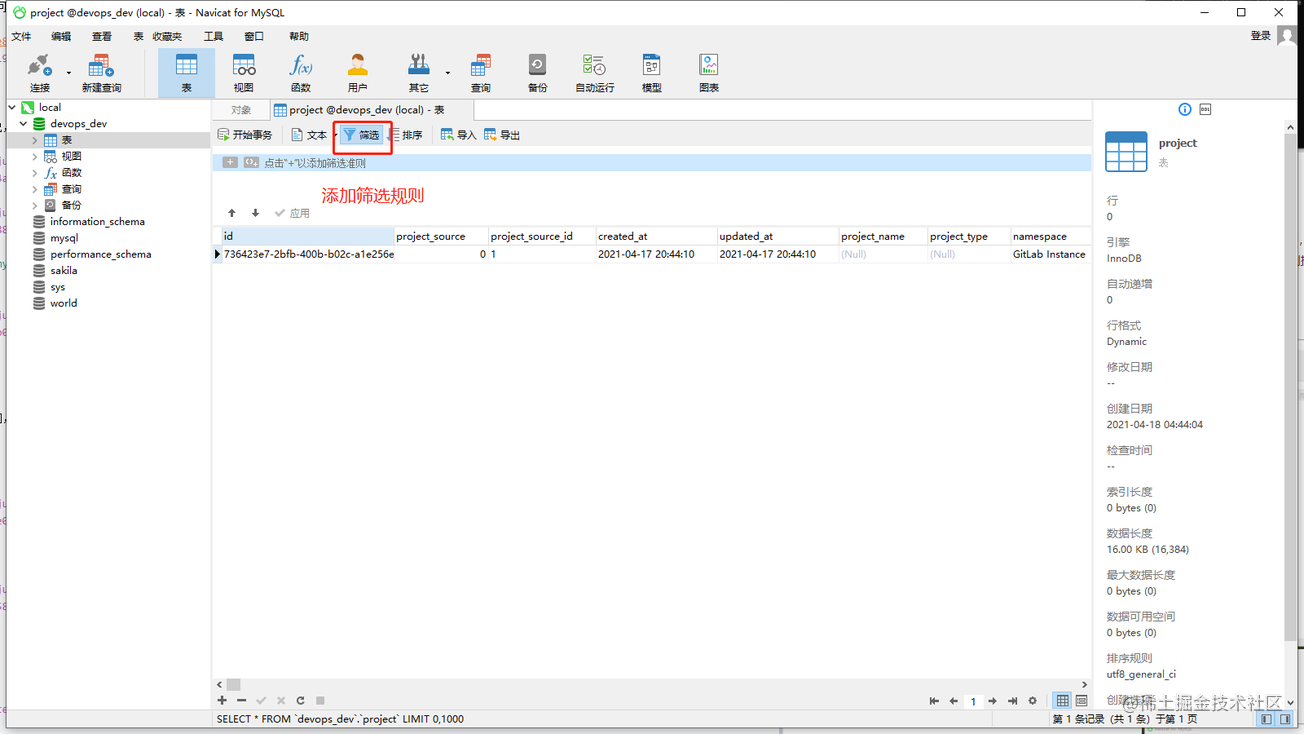 project @devops_dev (local) - 表 - Navicat for MySQL
文件 编辑 查看 表 收藏夹 工具 窗口 帮助 登录
连接 新建查询 表 视图 函数 用户 其它 查询 备份 自动运行 模型 图表
local
devops_dev
表
视图
函数
查询
备份
information_schema
mysql
performance_schema
sakila
sys
world
对象 project @devops_dev (local) - 表
开始事务 文本 筛选 排序 导入 导出
点击"+"以添加筛选准则
添加筛选规则
应用
id project_source project_source_id created_at updated_at project_name project_type namespace
736423e7-2bfb-400b-b02c-a1e256e 0 1 2021-04-17 20:44:10 2021-04-17 20:44:10 (Null) (Null) GitLab Instance
DDL
project
表
行
0
引擎
InnoDB
自动递增
0
行格式
Dynamic
修改日期
--
创建日期
2021-04-18 04:44:04
检查时间
--
索引长度
0 bytes (0)
数据长度
16.00 KB (16,384)
最大数据长度
0 bytes (0)
数据可用空间
0 bytes (0)
排序规则
utf8_general_ci
创建选项
@稀土掘金技术社区
1
SELECT * FROM `devops_dev`.`project` LIMIT 0,1000
第 1 条记录 (共 1 条) 于第 1 页